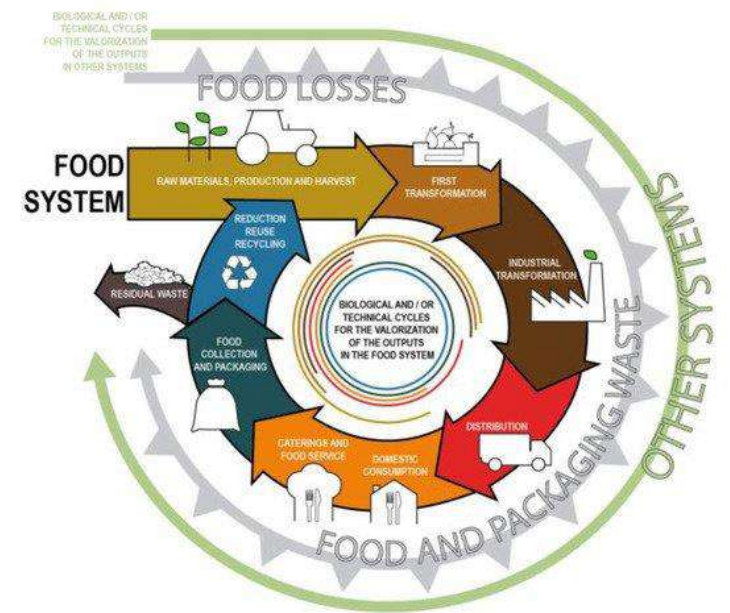 BIOLOGICAL AND / OR
TECHNICAL CYCLES
FOR THE VALORIZATION
OF THE OUTPUTS
IN OTHER SYSTEMS
FOOD LOSSES
FOOD
SYSTEM
RAW MATERIALS, PRODUCTION AND HARVEST
FIRST
TRANSFORMATION
INDUSTRIAL
TRANSFORMATION
DISTRIBUTION
DOMESTIC
CONSUMPTION
CATERINGS AND
FOOD SERVICE
FOOD
COLLECTION
AND PACKAGING
RESIDUAL WASTE
REDUCTION
REUSE
RECYCLING
BIOLOGICAL AND / OR
TECHNICAL CYCLES
FOR THE VALORIZATION
OF THE OUTPUTS
IN THE FOOD SYSTEM
FOOD AND PACKAGING WASTE
OTHER SYSTEMS